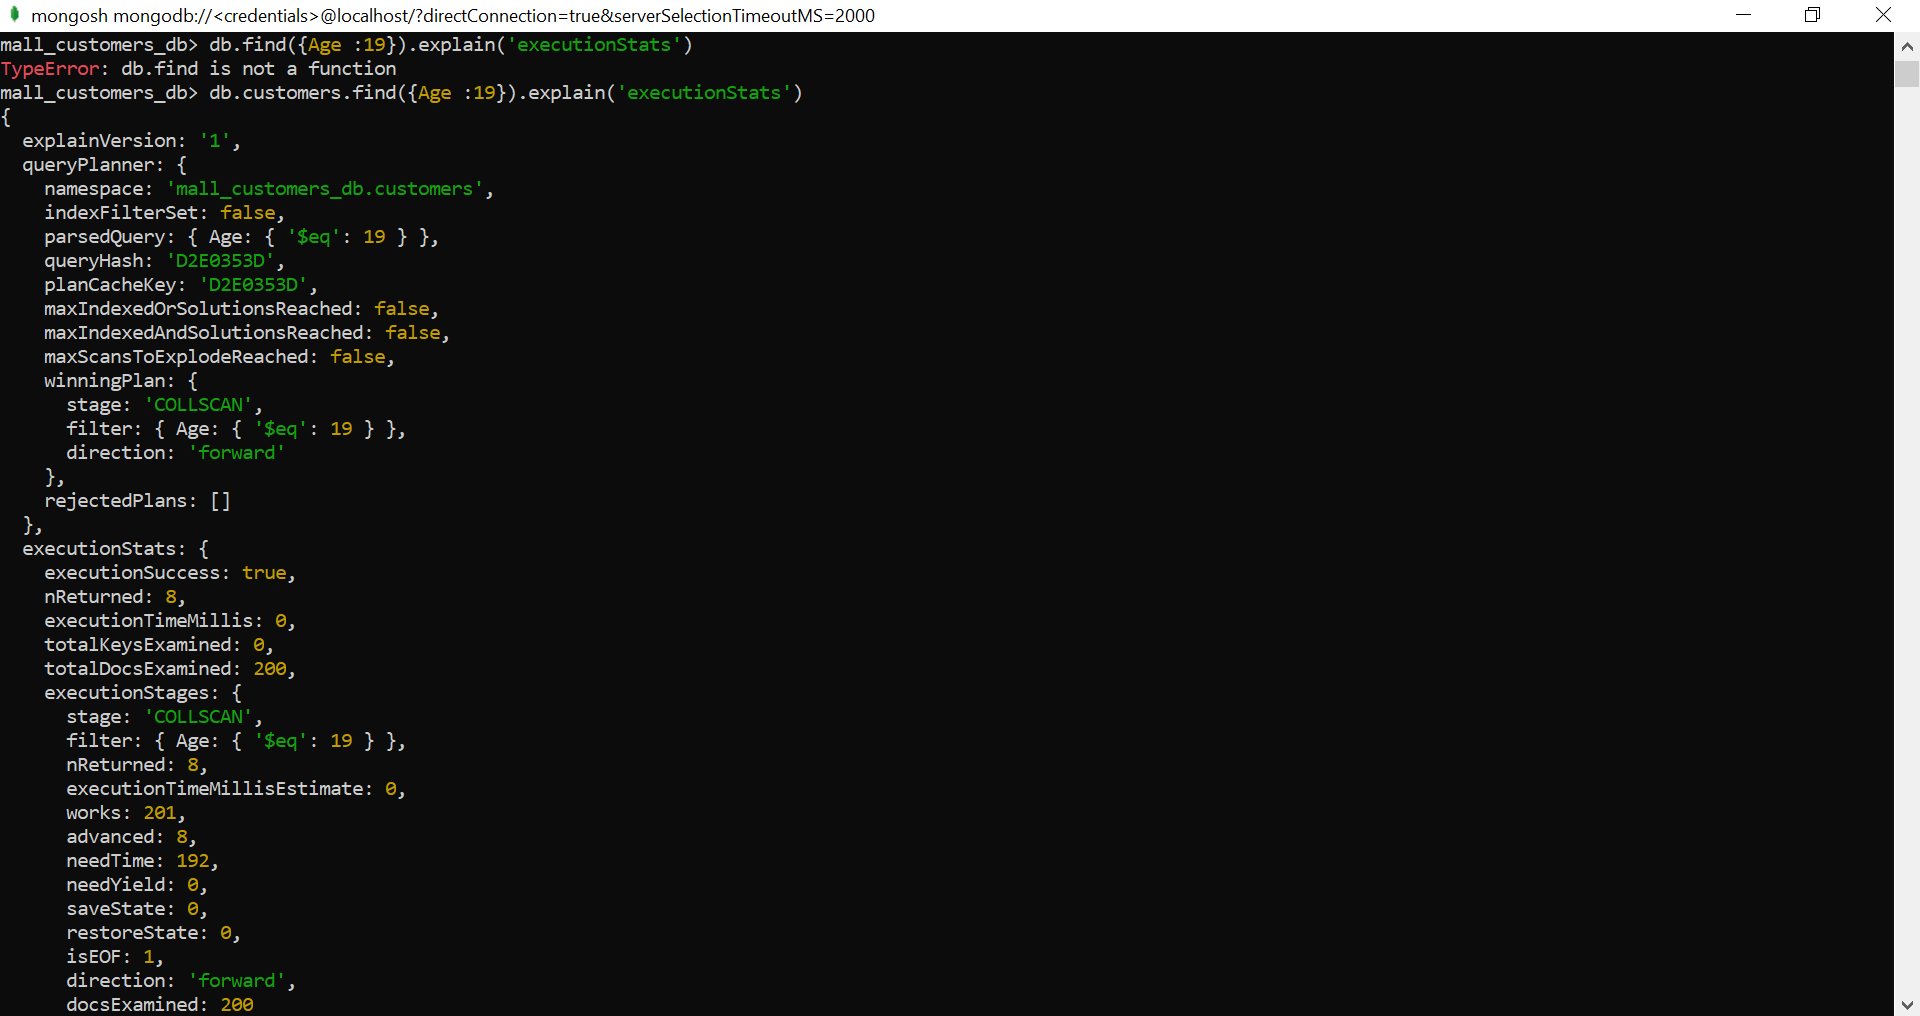 mongosh mongodb://<credentials>@localhost/?directConnection=true&serverSelectionTimeoutMS=2000
mall_customers_db> db.find({Age :19}).explain('executionStats')
TypeError: db.find is not a function
mall_customers_db> db.customers.find({Age :19}).explain('executionStats')
{
  explainVersion: '1',
  queryPlanner: {
    namespace: 'mall_customers_db.customers',
    indexFilterSet: false,
    parsedQuery: { Age: { '$eq': 19 } },
    queryHash: 'D2E0353D',
    planCacheKey: 'D2E0353D',
    maxIndexedOrSolutionsReached: false,
    maxIndexedAndSolutionsReached: false,
    maxScansToExplodeReached: false,
    winningPlan: {
      stage: 'COLLSCAN',
      filter: { Age: { '$eq': 19 } },
      direction: 'forward'
    },
    rejectedPlans: []
  },
  executionStats: {
    executionSuccess: true,
    nReturned: 8,
    executionTimeMillis: 0,
    totalKeysExamined: 0,
    totalDocsExamined: 200,
    executionStages: {
      stage: 'COLLSCAN',
      filter: { Age: { '$eq': 19 } },
      nReturned: 8,
      executionTimeMillisEstimate: 0,
      works: 201,
      advanced: 8,
      needTime: 192,
      needYield: 0,
      saveState: 0,
      restoreState: 0,
      isEOF: 1,
      direction: 'forward',
      docsExamined: 200